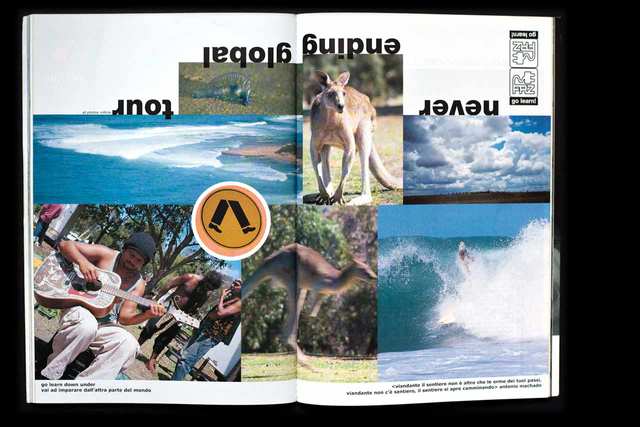 never
ending global
tour
go learn!
go learn!
go learn down under
vai ad imparare dall'altra parte del mondo
<viandante il sentiero non è altro che le orme dei tuoi passi.
viandante non c'è sentiero, il sentiero si apre camminando> antonio machado